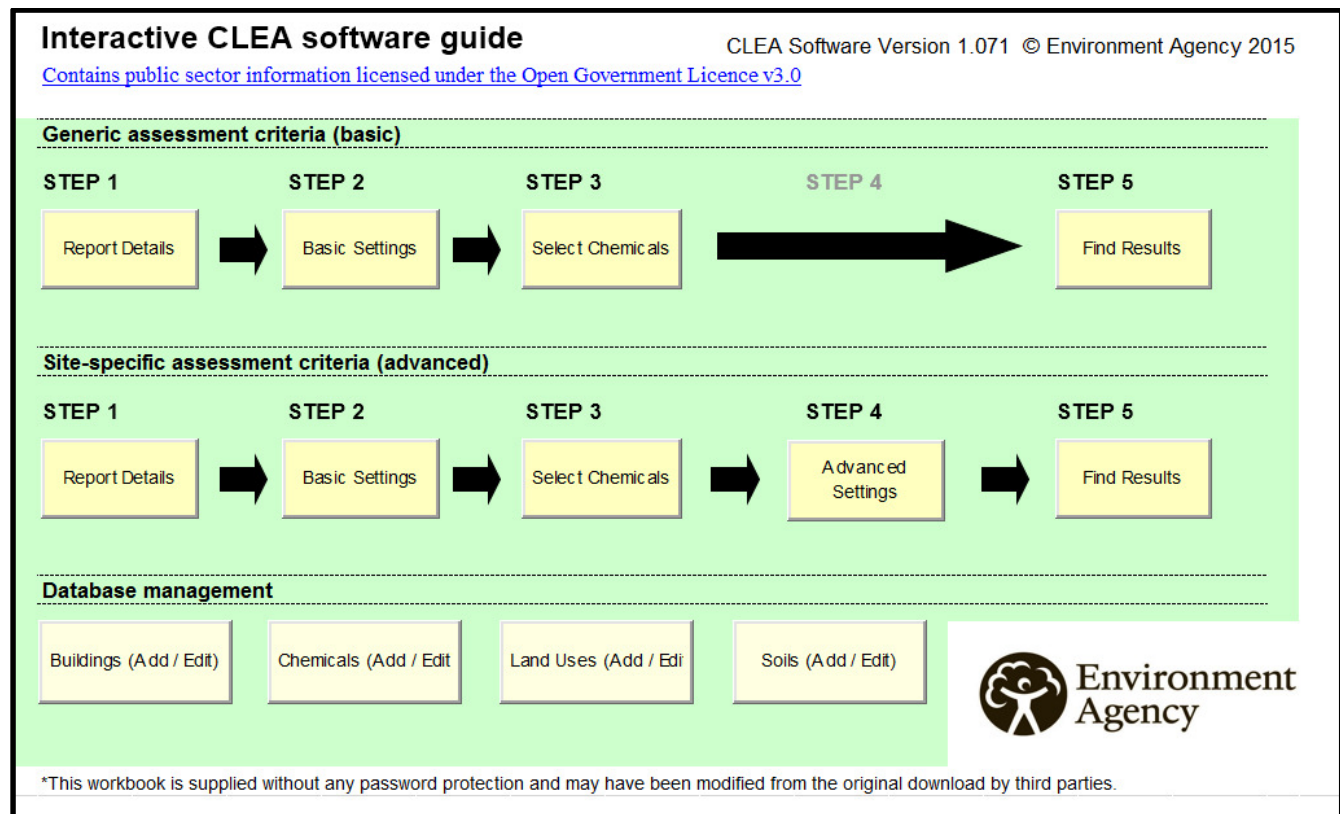 Interactive CLEA software guide
CLEA Software Version 1.071 © Environment Agency 2015
Contains public sector information licensed under the Open Government Licence v3.0
Generic assessment criteria (basic)
STEP 1 STEP 2 STEP 3 STEP 4 STEP 5
Report Details Basic Settings Select Chemicals Find Results
Site-specific assessment criteria (advanced)
STEP 1 STEP 2 STEP 3 STEP 4 STEP 5
Report Details Basic Settings Select Chemicals Advanced Settings Find Results
Database management
Buildings (Add / Edit) Chemicals (Add / Edit Land Uses (Add / Edi Soils (Add / Edit)
Environment
Agency
*This workbook is supplied without any password protection and may have been modified from the original download by third parties.